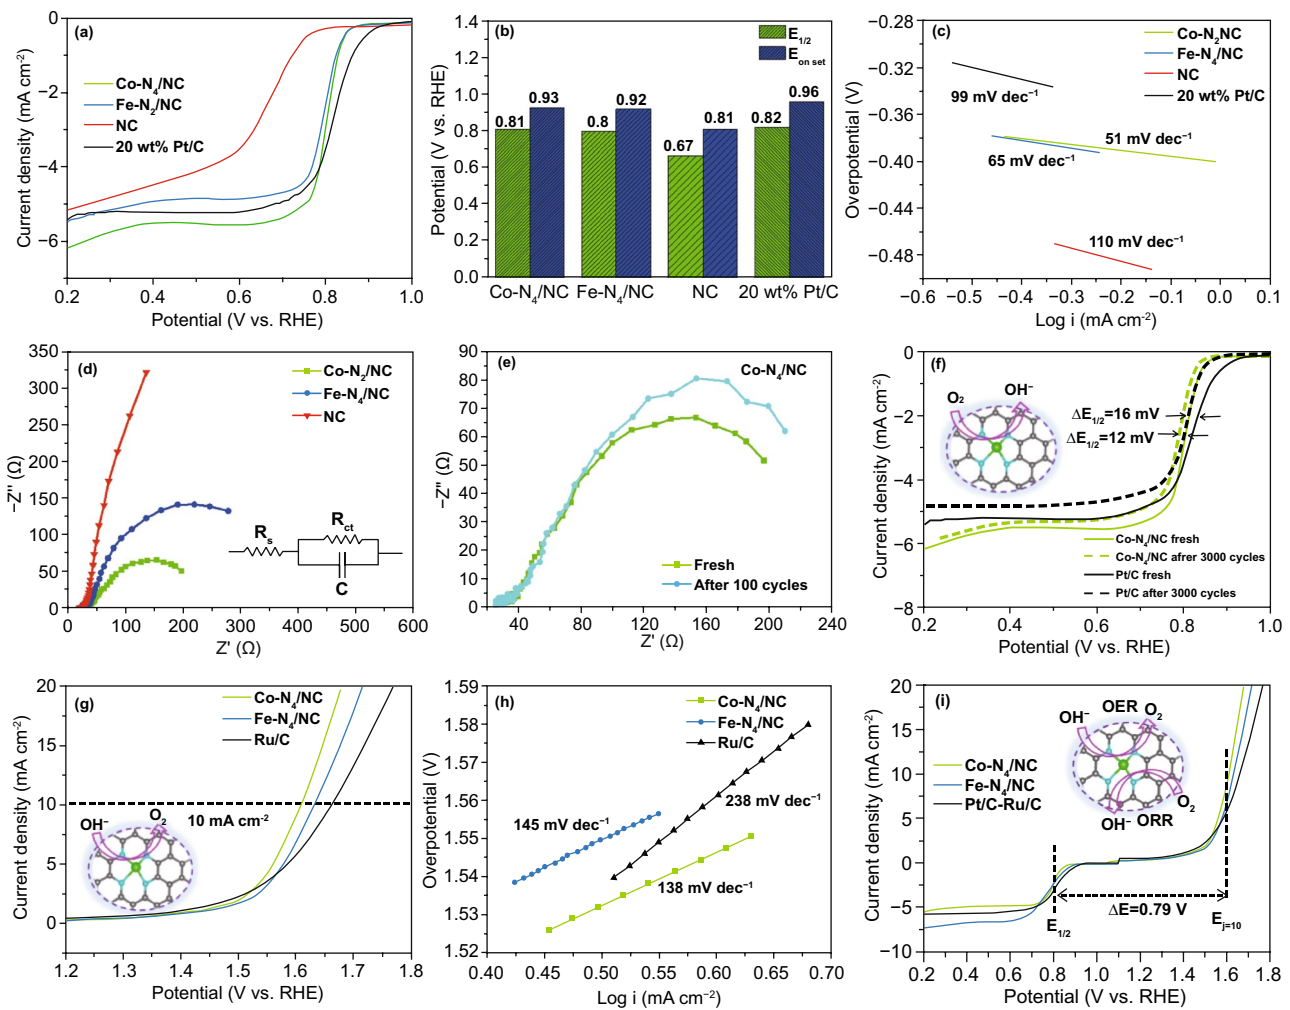 (a)
0
−2
−4
−6
Current density (mA cm⁻²)
Co-N₄/NC
Fe-N₂/NC
NC
20 wt% Pt/C
0.2 0.4 0.6 0.8 1.0
Potential (V vs. RHE)
(b)
1.4
1.2
1.0
0.8
0.6
0.4
0.2
0.0
Potential (V vs. RHE)
E₁/₂
E on set
0.81 0.93 0.8 0.92 0.67 0.81 0.82 0.96
Co-N₄/NC Fe-N₄/NC NC 20 wt% Pt/C
(c)
−0.28
−0.32
−0.36
−0.40
−0.44
−0.48
Overpotential (V)
Co-N₂NC
Fe-N₄/NC
NC
20 wt% Pt/C
99 mV dec⁻¹
51 mV dec⁻¹
65 mV dec⁻¹
110 mV dec⁻¹
−0.6 −0.5 −0.4 −0.3 −0.2 −0.1 0.0 0.1
Log i (mA cm⁻²)
(d)
350
300
250
200
150
100
50
0
−Z'' (Ω)
Co-N₂/NC
Fe-N₄/NC
NC
Rs
Rct
C
0 100 200 300 400 500 600
Z' (Ω)
(e)
90
80
70
60
50
40
30
20
10
0
−Z'' (Ω)
Co-N₄/NC
Fresh
After 100 cycles
40 80 120 160 200 240
Z' (Ω)
(f)
0
−2
−4
−6
−8
Current density (mA cm⁻²)
O₂ OH⁻
ΔE₁/₂=16 mV
ΔE₁/₂=12 mV
Co-N₄/NC fresh
Co-N₄/NC afrer 3000 cycles
Pt/C fresh
Pt/C after 3000 cycles
0.2 0.4 0.6 0.8 1.0
Potential (V vs. RHE)
(g)
20
15
10
5
0
Current density (mA cm⁻²)
Co-N₄/NC
Fe-N₄/NC
Ru/C
10 mA cm⁻²
OH⁻ O₂
1.2 1.3 1.4 1.5 1.6 1.7 1.8
Potential (V vs. RHE)
(h)
1.59
1.58
1.57
1.56
1.55
1.54
1.53
1.52
Overpotential (V)
Co-N₄/NC
Fe-N₄/NC
Ru/C
145 mV dec⁻¹
238 mV dec⁻¹
138 mV dec⁻¹
0.40 0.45 0.50 0.55 0.60 0.65 0.70
Log i (mA cm⁻²)
(i)
20
15
10
5
0
−5
−10
Current density (mA cm⁻²)
OH⁻ OER O₂
Co-N₄/NC
Fe-N₄/NC
Pt/C-Ru/C
OH⁻ ORR O₂
ΔE=0.79 V
E₁/₂
Ej=10
0.2 0.4 0.6 0.8 1.0 1.2 1.4 1.6 1.8
Potential (V vs. RHE)